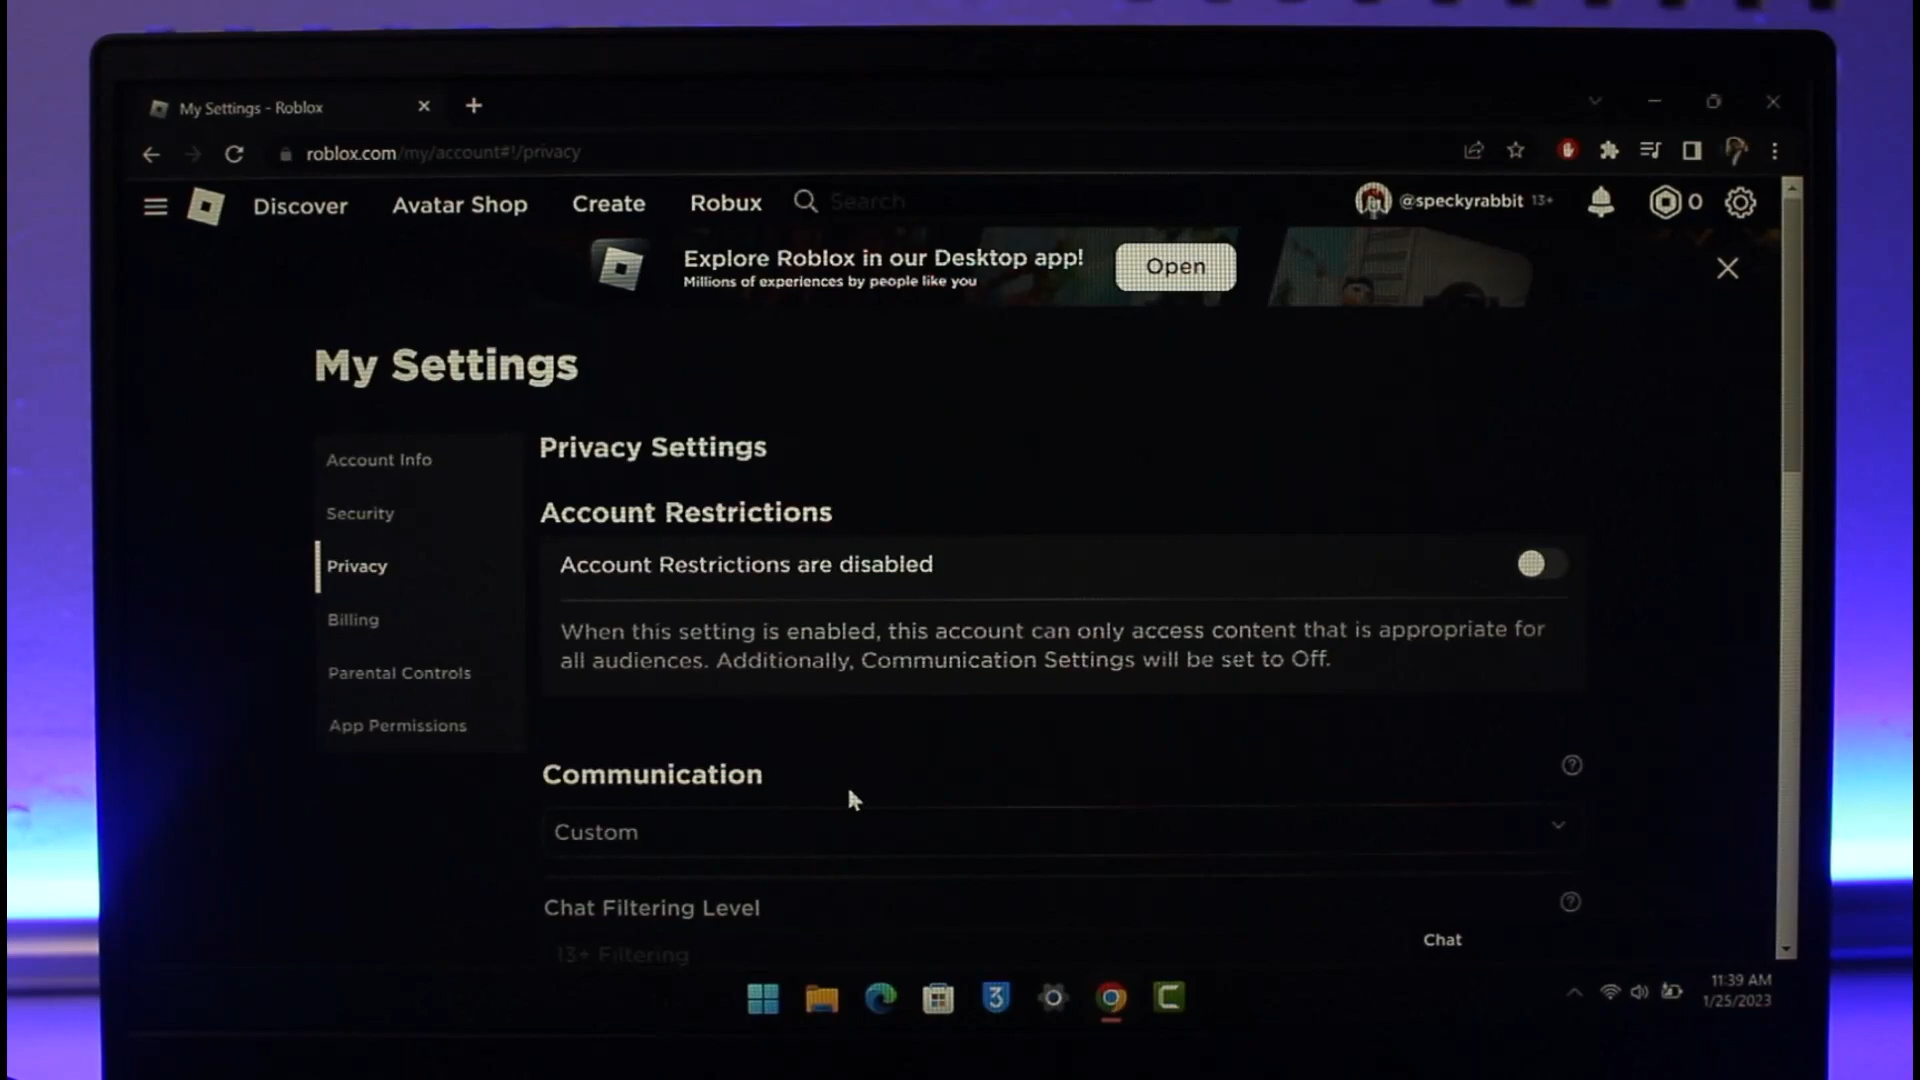 My Settings - Roblox
roblox.com/my/account#!/privacy
Discover
Avatar Shop
Create
Robux
Search
@speckyrabbit 13+
0
Explore Roblox in our Desktop app!
Millions of experiences by people like you
Open
My Settings
Account Info
Security
Privacy
Billing
Parental Controls
App Permissions
Privacy Settings
Account Restrictions
Account Restrictions are disabled
When this setting is enabled, this account can only access content that is appropriate for
all audiences. Additionally, Communication Settings will be set to Off.
Communication
Custom
Chat Filtering Level
13+ Filtering
Chat
11:39 AM
1/25/2023